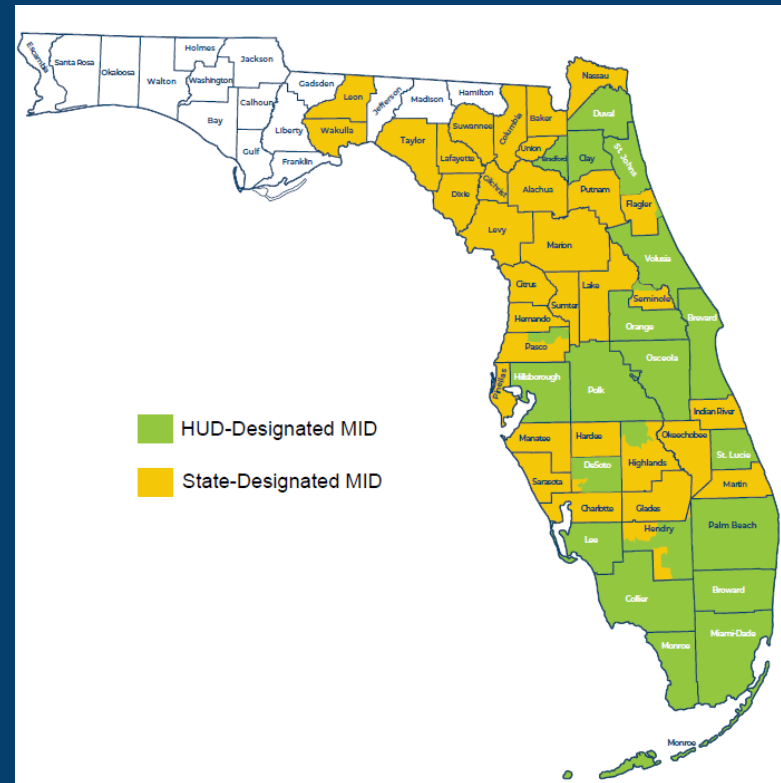 Escambia
Santa Rosa
Okaloosa
Walton
Holmes
Washington
Jackson
Bay
Calhoun
Gulf
Liberty
Gadsden
Franklin
Leon
Wakulla
Jefferson
Madison
Hamilton
Taylor
Suwannee
Lafayette
Dixie
Columbia
Gilchrist
Baker
Union
Bradford
Nassau
Duval
Clay
St. Johns
Alachua
Putnam
Flagler
Levy
Marion
Volusia
Citrus
Sumter
Lake
Seminole
Hernando
Orange
Brevard
Pasco
Osceola
Pinellas
Hillsborough
Polk
Indian River
HUD-Designated MID
Manatee
Hardee
Okeechobee
St. Lucie
Highlands
DeSoto
State-Designated MID
Sarasota
Martin
Charlotte
Glades
Lee
Hendry
Palm Beach
Collier
Broward
Monroe
Miami-Dade
Monroe